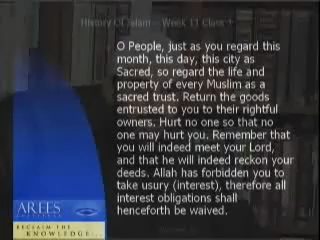 History Of Islam - Week 11 Class 1
O People, just as you regard this
month, this day, this city as
Sacred, so regard the life and
property of every Muslim as a
sacred trust. Return the goods
entrusted to you to their rightful
owners. Hurt no one so that no
one may hurt you. Remember that
you will indeed meet your Lord,
and that he will indeed reckon your
deeds. Allah has forbidden you to
take usury (interest), therefore all
interest obligations shall
henceforth be waived.
RECLAIM THE
KNOWLEDGE...